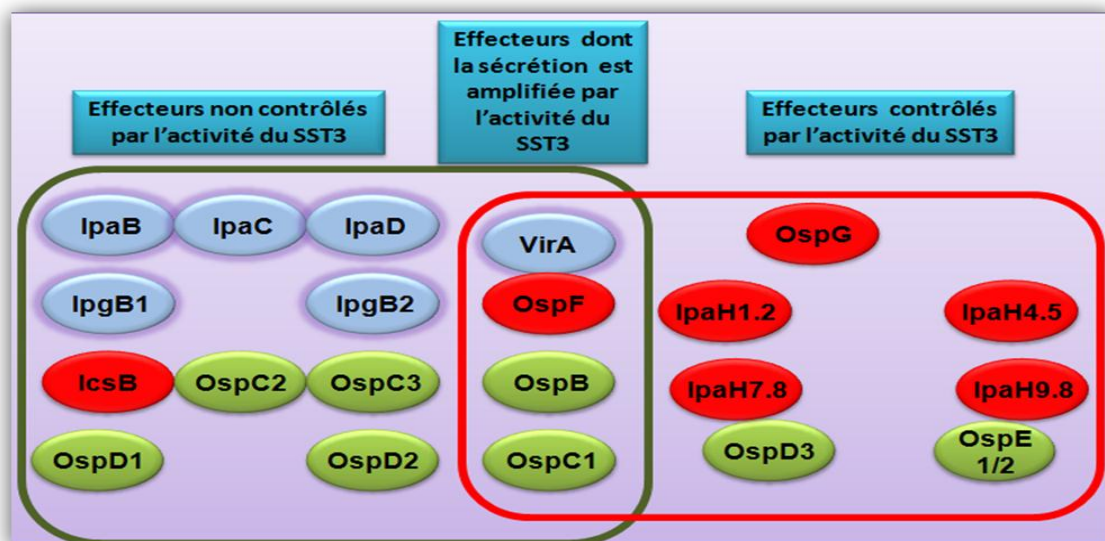 Effecteurs non contrôlés
par l'activité du SST3
Effecteurs dont
la sécrétion est
amplifiée par
l'activité du
SST3
Effecteurs contrôlés
par l'activité du SST3
IpaB
IpaC
IpaD
IpgB1
IpgB2
IcsB
OspC2
OspC3
OspD1
OspD2
VirA
OspF
OspB
OspC1
OspG
IpaH1.2
IpaH4.5
IpaH7.8
IpaH9.8
OspD3
OspE
1/2